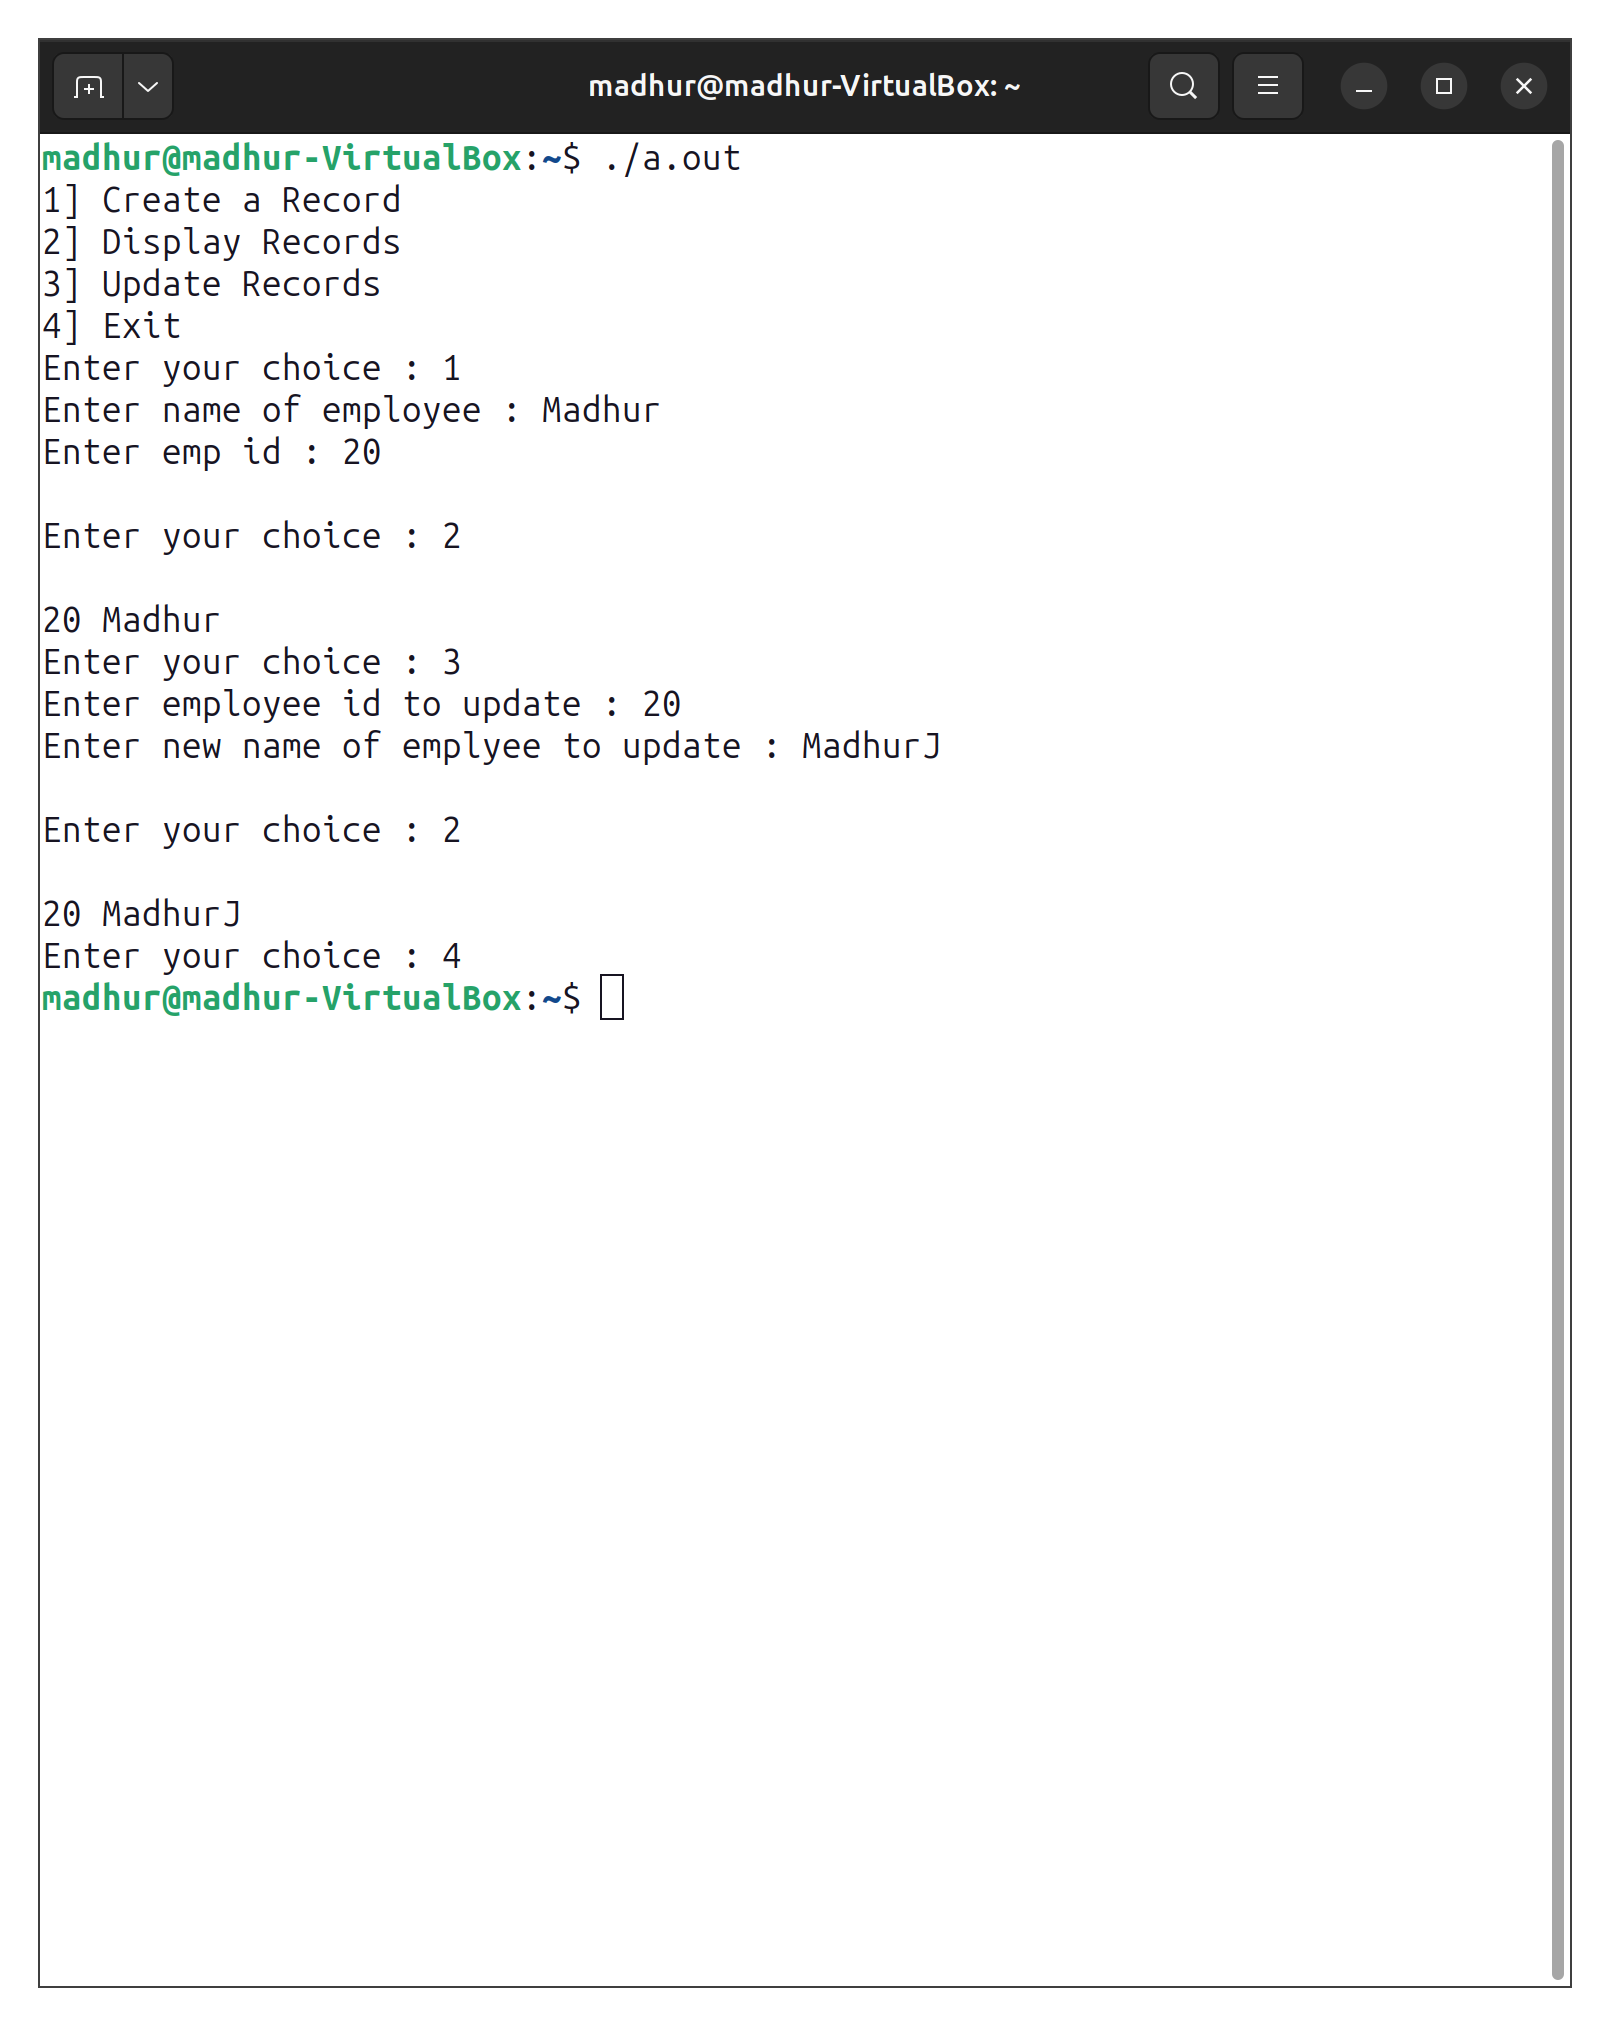 madhur@madhur-VirtualBox: ~
madhur@madhur-VirtualBox:~$ ./a.out
1] Create a Record
2] Display Records
3] Update Records
4] Exit
Enter your choice : 1
Enter name of employee : Madhur
Enter emp id : 20
Enter your choice : 2
20 Madhur
Enter your choice : 3
Enter employee id to update : 20
Enter new name of emplyee to update : MadhurJ
Enter your choice : 2
20 MadhurJ
Enter your choice : 4
madhur@madhur-VirtualBox:~$